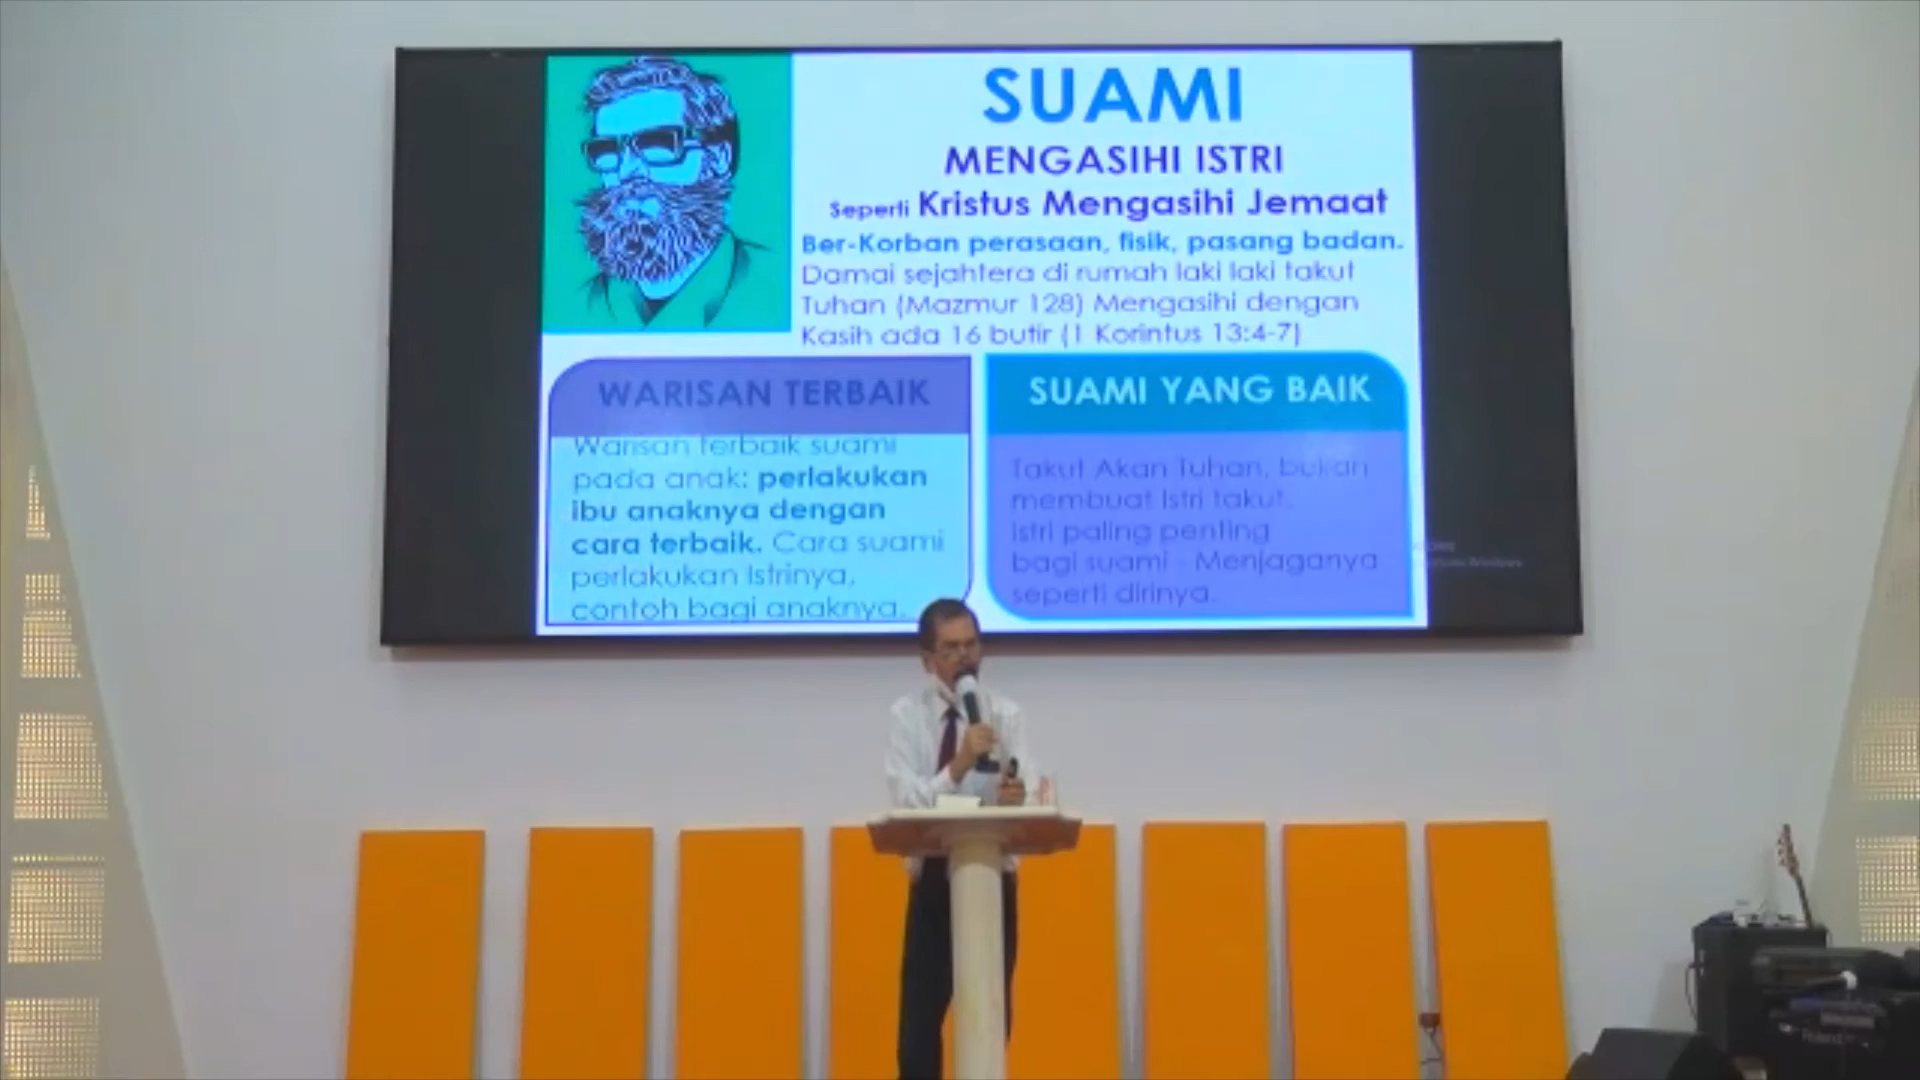 SUAMI
MENGASIHI ISTRI
Seperti Kristus Mengasihi Jemaat
Ber-Korban perasaan, fisik, pasang badan.
Damai sejahtera di rumah laki laki takut
Tuhan (Mazmur 128) Mengasihi dengan
Kasih ada 16 butir (1 Korintus 13:4-7)
WARISAN TERBAIK
Warisan terbaik suami
pada anak: perlakukan
ibu anaknya dengan
cara terbaik. Cara suami
perlakukan Istrinya,
contoh bagi anaknya.
SUAMI YANG BAIK
Takut Akan Tuhan, bukan
membuat Istri takut.
istri paling penting
bagi suami - Menjaganya
seperti dirinya.
Roland